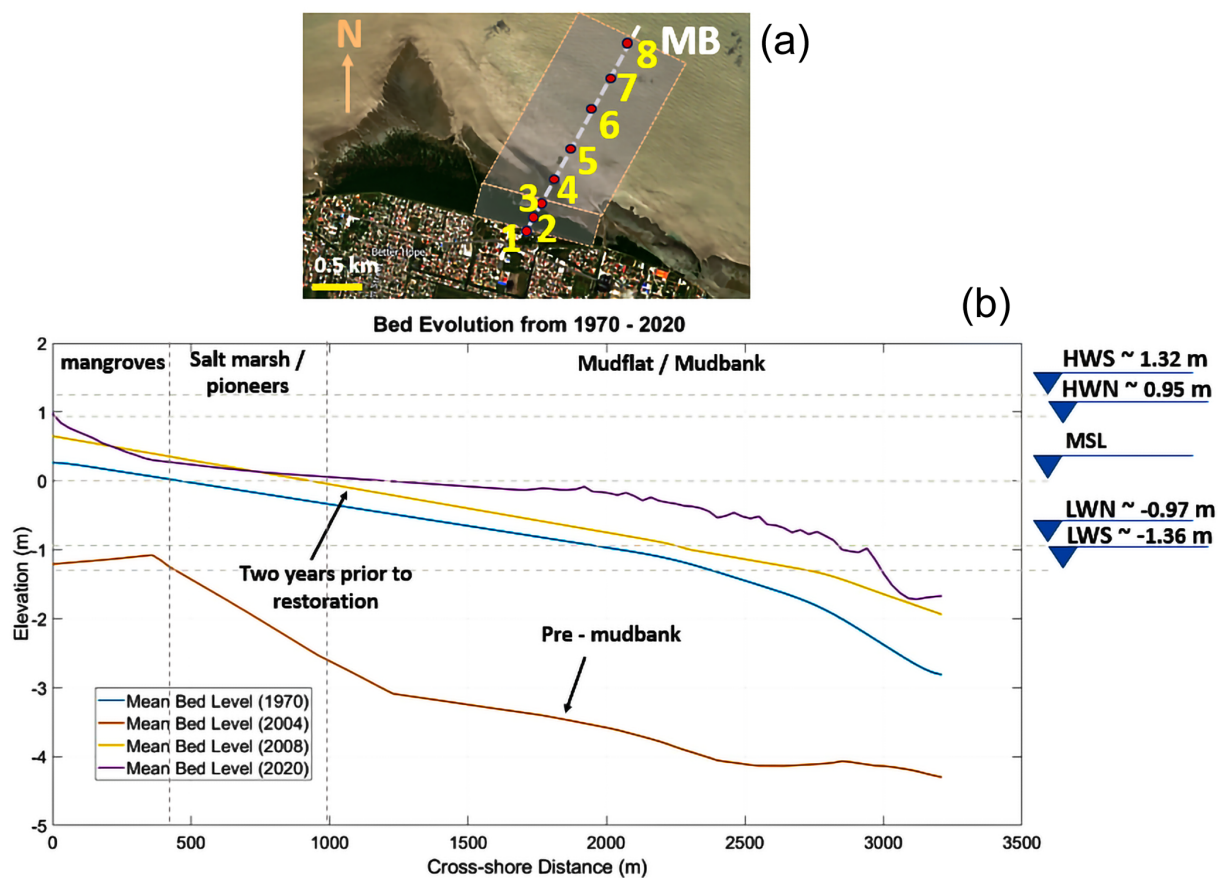 N
MB
(a)
8
7
6
5
4
3
2
1
Better Hope
0.5 km
(b)
Bed Evolution from 1970 - 2020
mangroves
Salt marsh /
pioneers
Mudflat / Mudbank
HWS ~ 1.32 m
HWN ~ 0.95 m
MSL
LWN ~ -0.97 m
LWS ~ -1.36 m
Two years prior to
restoration
Pre - mudbank
Mean Bed Level (1970)
Mean Bed Level (2004)
Mean Bed Level (2008)
Mean Bed Level (2020)
Elevation (m)
2
1
0
-1
-2
-3
-4
-5
0
500
1000
1500
2000
2500
3000
3500
Cross-shore Distance (m)